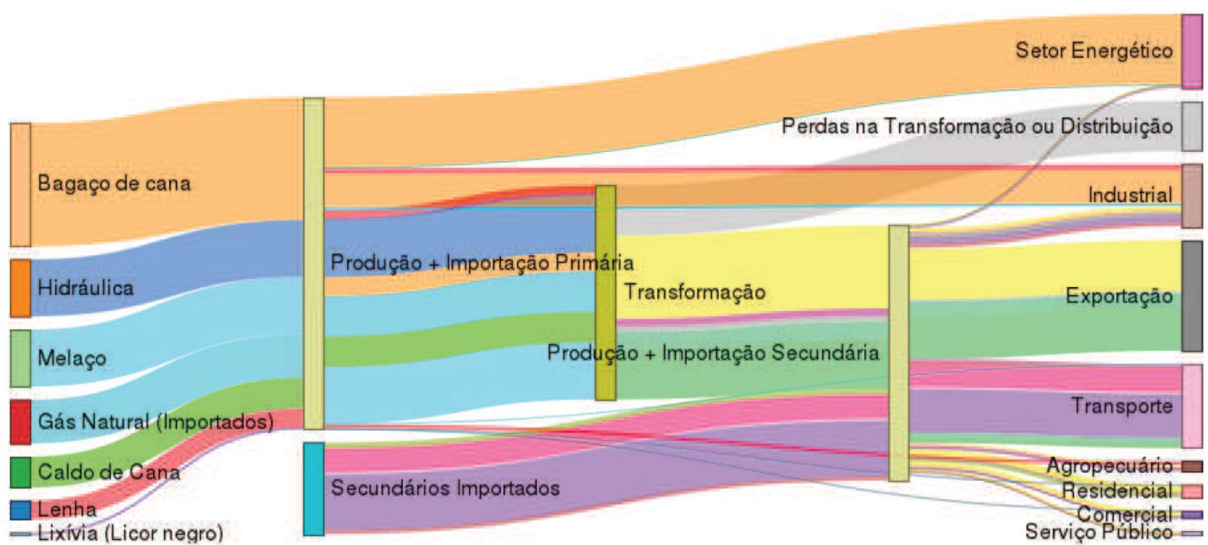 Setor Energético
Perdas na Transformação ou Distribuição
Bagaço de cana
Industrial
Produção + Importação Primária
Hidráulica
Transformação
Exportação
Produção + Importação Secundária
Melaço
Gás Natural (Importados)
Transporte
Caldo de Cana
Secundários Importados
Agropecuário
Residencial
Lenha
Comercial
Lixívia (Licor negro)
Serviço Público